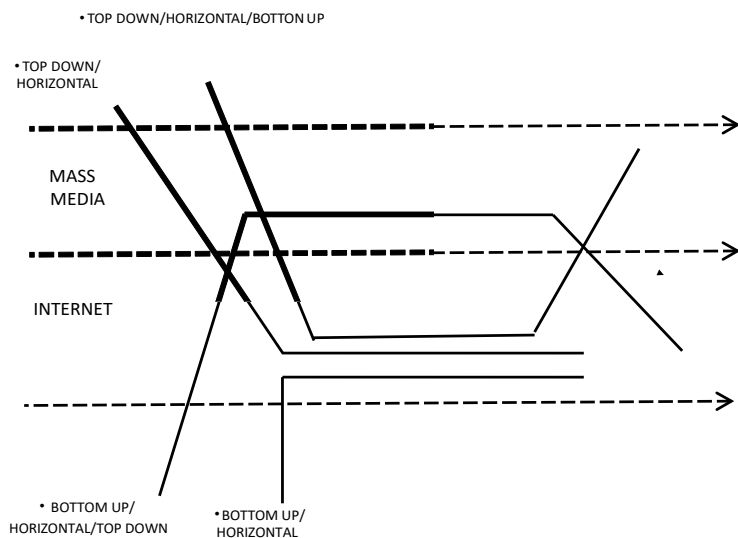 • TOP DOWN/HORIZONTAL/BOTTON UP
• TOP DOWN/
HORIZONTAL
MASS
MEDIA
INTERNET
• BOTTOM UP/
HORIZONTAL/TOP DOWN
• BOTTOM UP/
HORIZONTAL